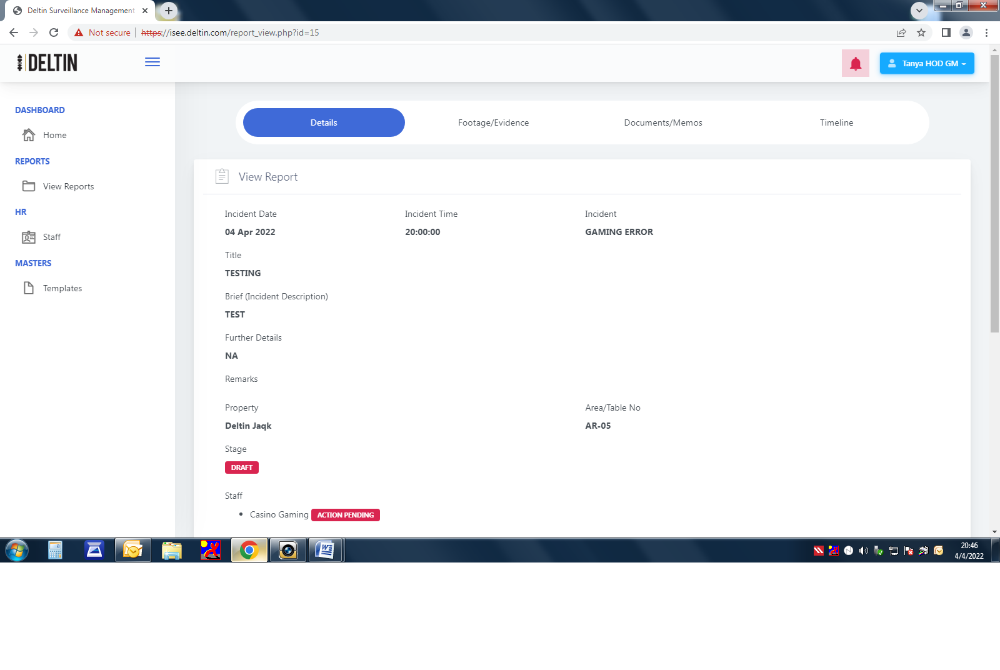 Deltin Surveillance Management
Not secure
https://isee.deltin.com/report_view.php?id=15
DELTIN
Tanya HOD GM
DASHBOARD
Home
REPORTS
View Reports
HR
Staff
MASTERS
Templates
Details Footage/Evidence Documents/Memos Timeline
View Report
Incident Date Incident Time Incident
04 Apr 2022 20:00:00 GAMING ERROR
Title
TESTING
Brief (Incident Description)
TEST
Further Details
NA
Remarks
Property Area/Table No
Deltin Jaqk AR-05
Stage
DRAFT
Staff
Casino Gaming ACTION PENDING
20:46
4/4/2022